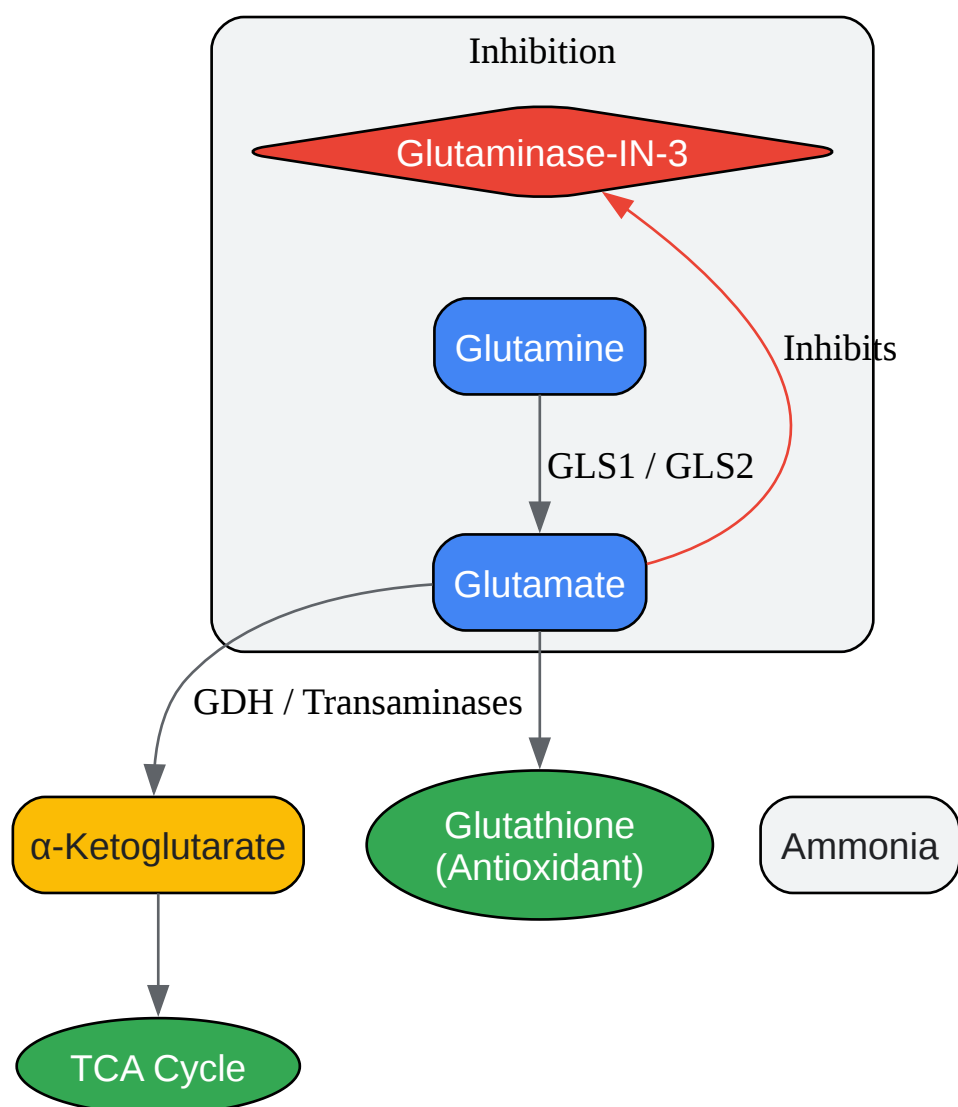 Inhibition
Glutaminase-IN-3
Glutamine
Inhibits
GLS1 / GLS2
Glutamate
GDH / Transaminases
α-Ketoglutarate
Glutathione
(Antioxidant)
Ammonia
TCA Cycle